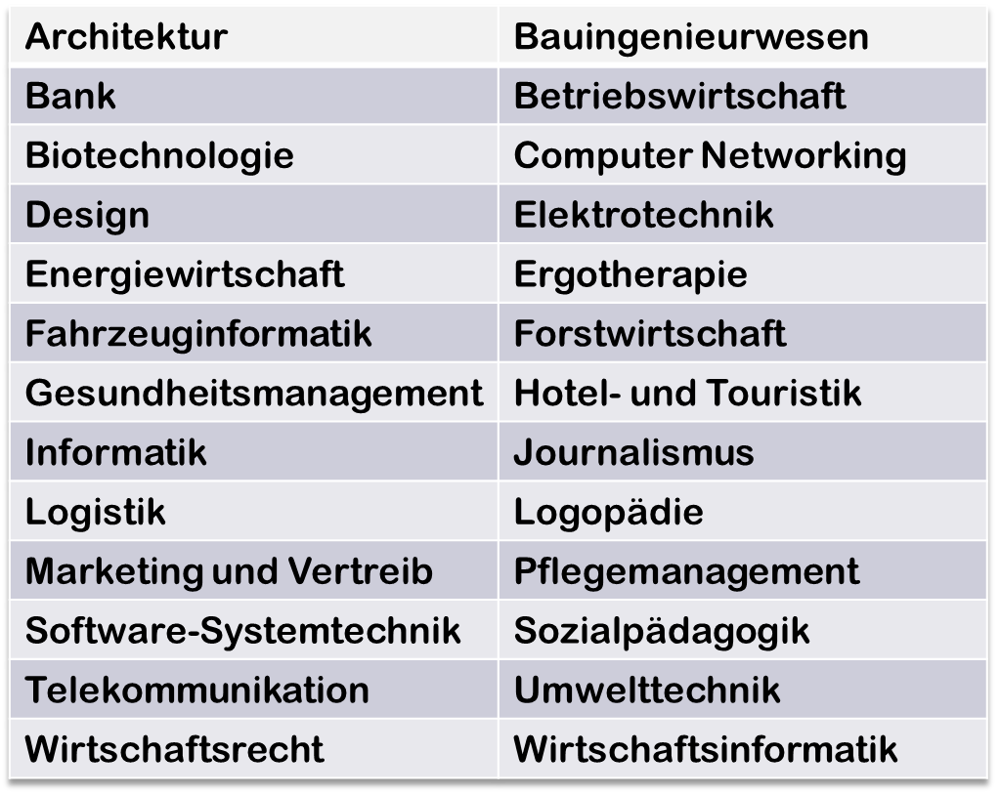 Architektur Bauingenieurwesen
Bank Betriebswirtschaft
Biotechnologie Computer Networking
Design Elektrotechnik
Energiewirtschaft Ergotherapie
Fahrzeuginformatik Forstwirtschaft
Gesundheitsmanagement Hotel- und Touristik
Informatik Journalismus
Logistik Logopädie
Marketing und Vertreib Pflegemanagement
Software-Systemtechnik Sozialpädagogik
Telekommunikation Umwelttechnik
Wirtschaftsrecht Wirtschaftsinformatik